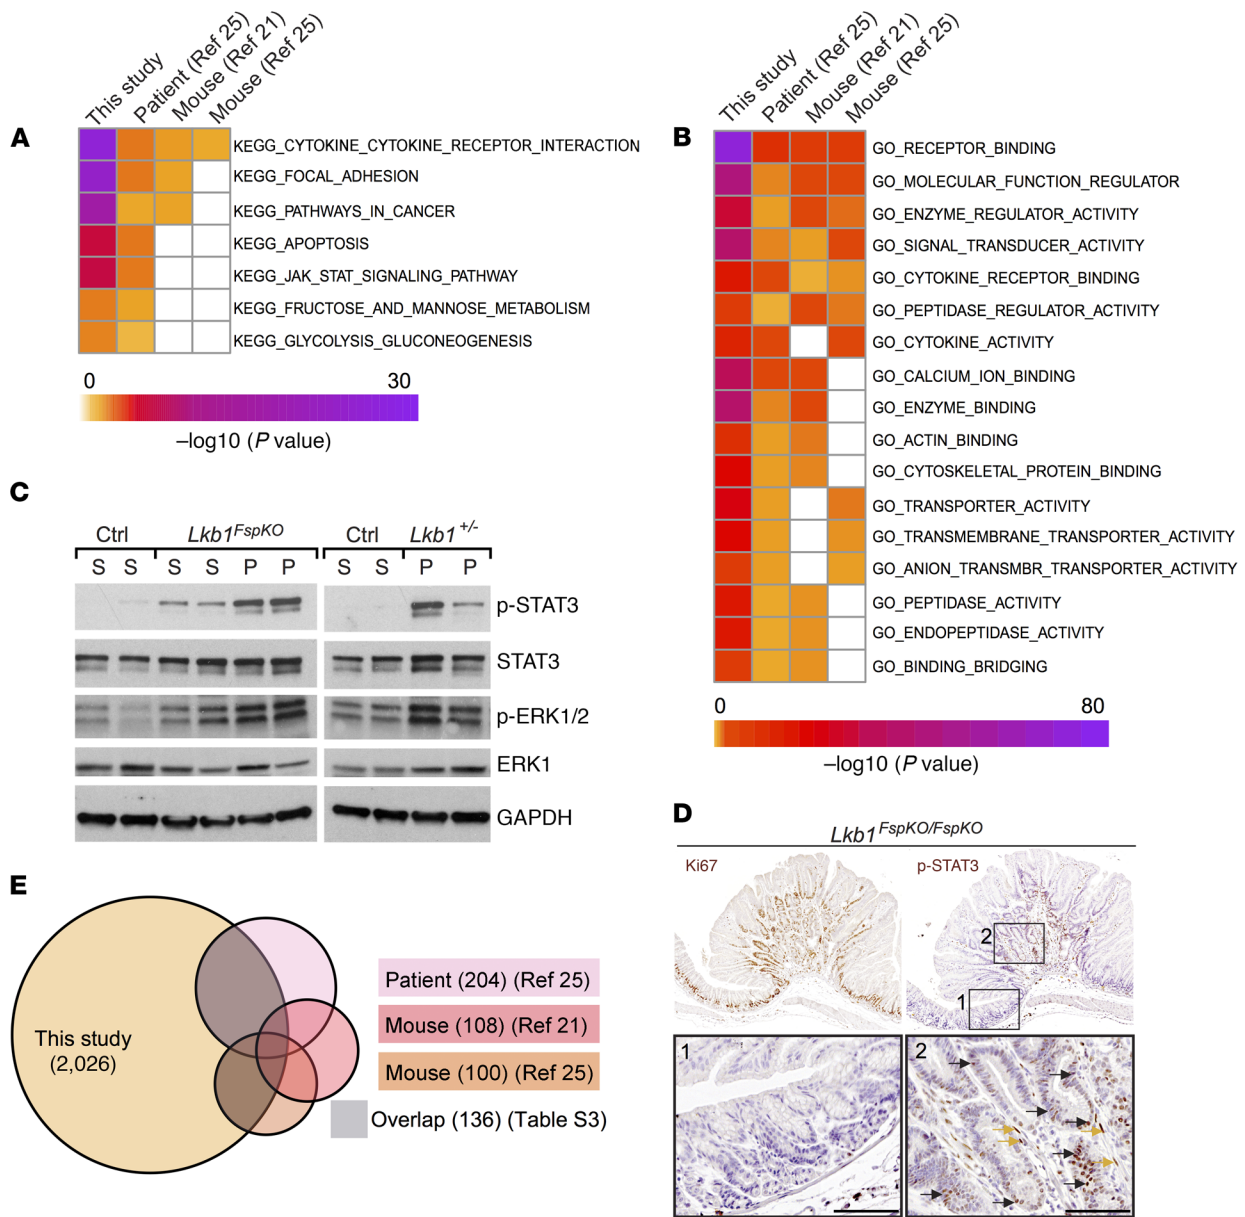 A
This study
Patient (Ref 25)
Mouse (Ref 21)
Mouse (Ref 25)
KEGG_CYTOKINE_CYTOKINE_RECEPTOR_INTERACTION
KEGG_FOCAL_ADHESION
KEGG_PATHWAYS_IN_CANCER
KEGG_APOPTOSIS
KEGG_JAK_STAT_SIGNALING_PATHWAY
KEGG_FRUCTOSE_AND_MANNOSE_METABOLISM
KEGG_GLYCOLYSIS_GLUCONEOGENESIS
0 30
–log10 (P value)
B
This study
Patient (Ref 25)
Mouse (Ref 21)
Mouse (Ref 25)
GO_RECEPTOR_BINDING
GO_MOLECULAR_FUNCTION_REGULATOR
GO_ENZYME_REGULATOR_ACTIVITY
GO_SIGNAL_TRANSDUCER_ACTIVITY
GO_CYTOKINE_RECEPTOR_BINDING
GO_PEPTIDASE_REGULATOR_ACTIVITY
GO_CYTOKINE_ACTIVITY
GO_CALCIUM_ION_BINDING
GO_ENZYME_BINDING
GO_ACTIN_BINDING
GO_CYTOSKELETAL_PROTEIN_BINDING
GO_TRANSPORTER_ACTIVITY
GO_TRANSMEMBRANE_TRANSPORTER_ACTIVITY
GO_ANION_TRANSMBR_TRANSPORTER_ACTIVITY
GO_PEPTIDASE_ACTIVITY
GO_ENDOPEPTIDASE_ACTIVITY
GO_BINDING_BRIDGING
0 80
–log10 (P value)
C
Ctrl Lkb1FspKO Ctrl Lkb1+/-
S S S S P P S S P P
p-STAT3
STAT3
p-ERK1/2
ERK1
GAPDH
D
Lkb1FspKO/FspKO
Ki67 p-STAT3
2
1
1 2
E
This study
(2,026)
Patient (204) (Ref 25)
Mouse (108) (Ref 21)
Mouse (100) (Ref 25)
Overlap (136) (Table S3)